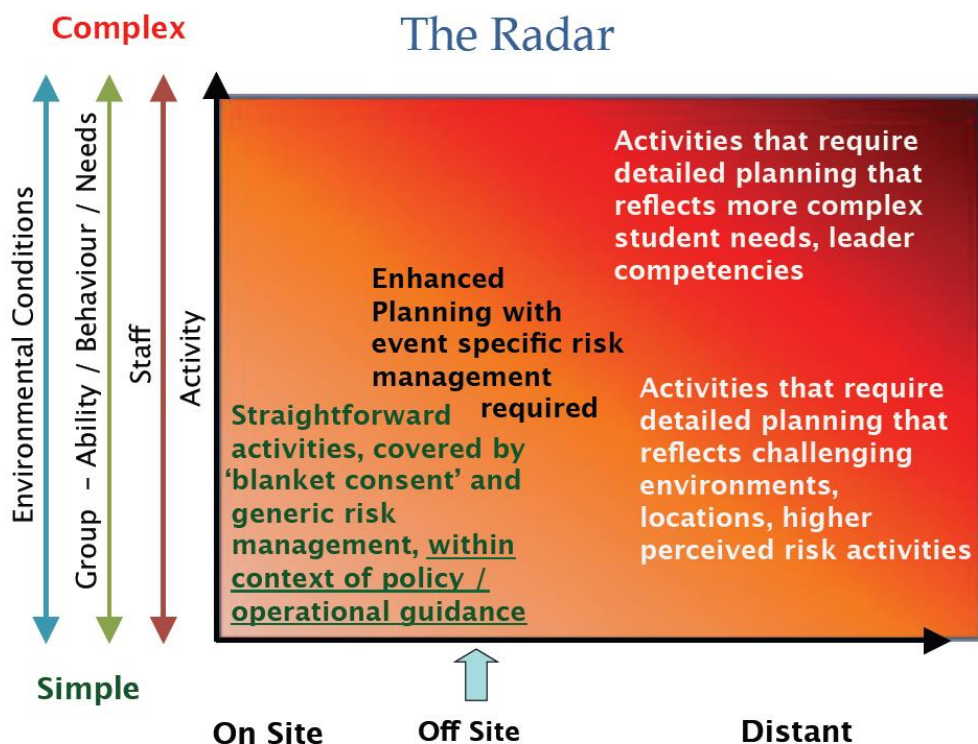 Complex
The Radar
Environmental Conditions
Group – Ability / Behaviour / Needs
Staff
Activity
Activities that require
detailed planning that
reflects more complex
student needs, leader
competencies
Enhanced
Planning with
event specific risk
management
required
Activities that require
detailed planning that
reflects challenging
environments,
locations, higher
perceived risk activities
Straightforward
activities, covered by
‘blanket consent’ and
generic risk
management, within
context of policy /
operational guidance
Simple
On Site
Off Site
Distant